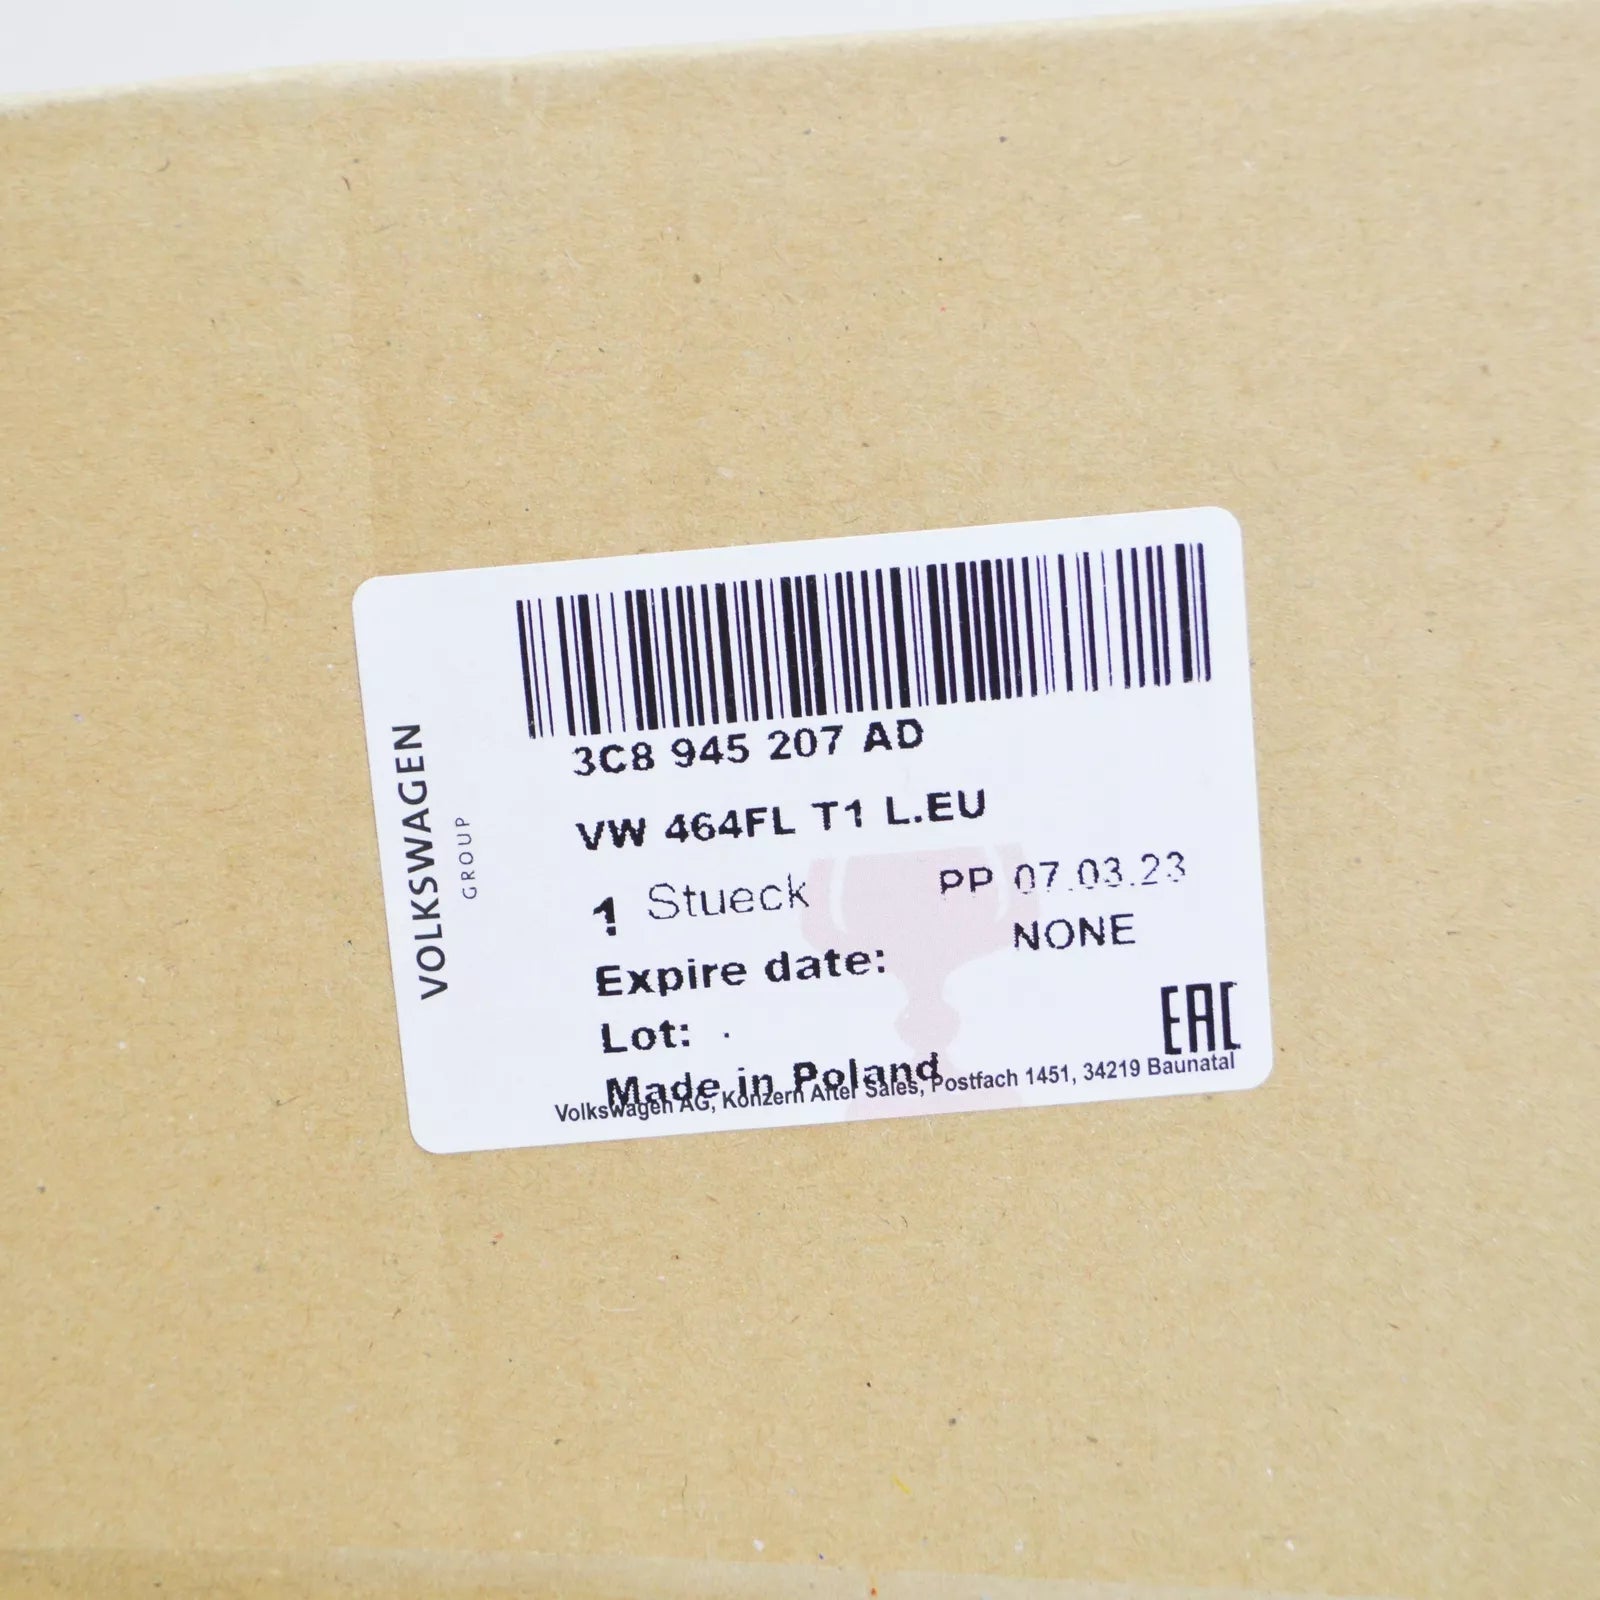 VOLKSWAGEN
GROUP
3C8 945 207 AD
VW 464FL T1 L.EU
1 Stueck PP 07.03.23
Expire date: NONE
Lot: .
EAC
Made in Poland
Volkswagen AG, Konzern After Sales, Postfach 1451, 34219 Baunatal